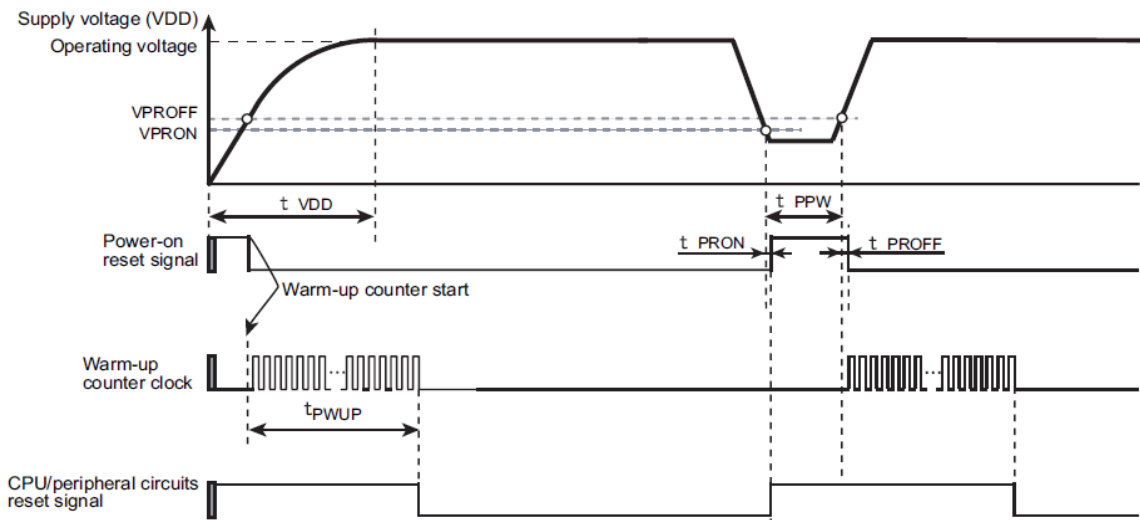 Supply voltage (VDD)
Operating voltage
VPROFF
VPRON
t VDD
t PPW
Power-on
reset signal
t PRON
t PROFF
Warm-up counter start
Warm-up
counter clock
...
...
tPWUP
CPU/peripheral circuits
reset signal